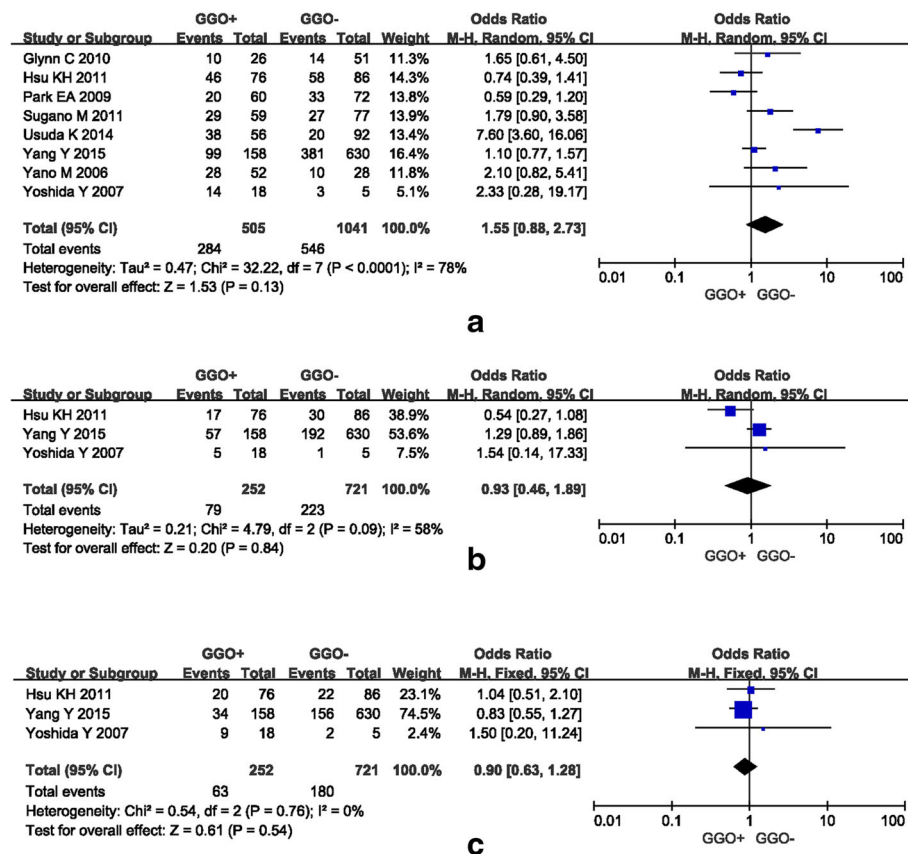 GGO+ GGO- Odds Ratio Odds Ratio
Study or Subgroup Events Total Events Total Weight M-H. Random. 95% CI M-H. Random. 95% CI
Glynn C 2010 10 26 14 51 11.3% 1.65 [0.61, 4.50]
Hsu KH 2011 46 76 58 86 14.3% 0.74 [0.39, 1.41]
Park EA 2009 20 60 33 72 13.8% 0.59 [0.29, 1.20]
Sugano M 2011 29 59 27 77 13.9% 1.79 [0.90, 3.58]
Usuda K 2014 38 56 20 92 13.4% 7.60 [3.60, 16.06]
Yang Y 2015 99 158 381 630 16.4% 1.10 [0.77, 1.57]
Yano M 2006 28 52 10 28 11.8% 2.10 [0.82, 5.41]
Yoshida Y 2007 14 18 3 5 5.1% 2.33 [0.28, 19.17]
Total (95% CI) 505 1041 100.0% 1.55 [0.88, 2.73]
Total events 284 546
Heterogeneity: Tau² = 0.47; Chi² = 32.22, df = 7 (P < 0.0001); I² = 78%
Test for overall effect: Z = 1.53 (P = 0.13)
0.01 0.1 1 10 100
GGO+ GGO-
a
GGO+ GGO- Odds Ratio Odds Ratio
Study or Subgroup Events Total Events Total Weight M-H. Random. 95% CI M-H. Random. 95% CI
Hsu KH 2011 17 76 30 86 38.9% 0.54 [0.27, 1.08]
Yang Y 2015 57 158 192 630 53.6% 1.29 [0.89, 1.86]
Yoshida Y 2007 5 18 1 5 7.5% 1.54 [0.14, 17.33]
Total (95% CI) 252 721 100.0% 0.93 [0.46, 1.89]
Total events 79 223
Heterogeneity: Tau² = 0.21; Chi² = 4.79, df = 2 (P = 0.09); I² = 58%
Test for overall effect: Z = 0.20 (P = 0.84)
0.01 0.1 1 10 100
GGO+ GGO-
b
GGO+ GGO- Odds Ratio Odds Ratio
Study or Subgroup Events Total Events Total Weight M-H. Fixed. 95% CI M-H. Fixed. 95% CI
Hsu KH 2011 20 76 22 86 23.1% 1.04 [0.51, 2.10]
Yang Y 2015 34 158 156 630 74.5% 0.83 [0.55, 1.27]
Yoshida Y 2007 9 18 2 5 2.4% 1.50 [0.20, 11.24]
Total (95% CI) 252 721 100.0% 0.90 [0.63, 1.28]
Total events 63 180
Heterogeneity: Chi² = 0.54, df = 2 (P = 0.76); I² = 0%
Test for overall effect: Z = 0.61 (P = 0.54)
0.01 0.1 1 10 100
GGO+ GGO-
c